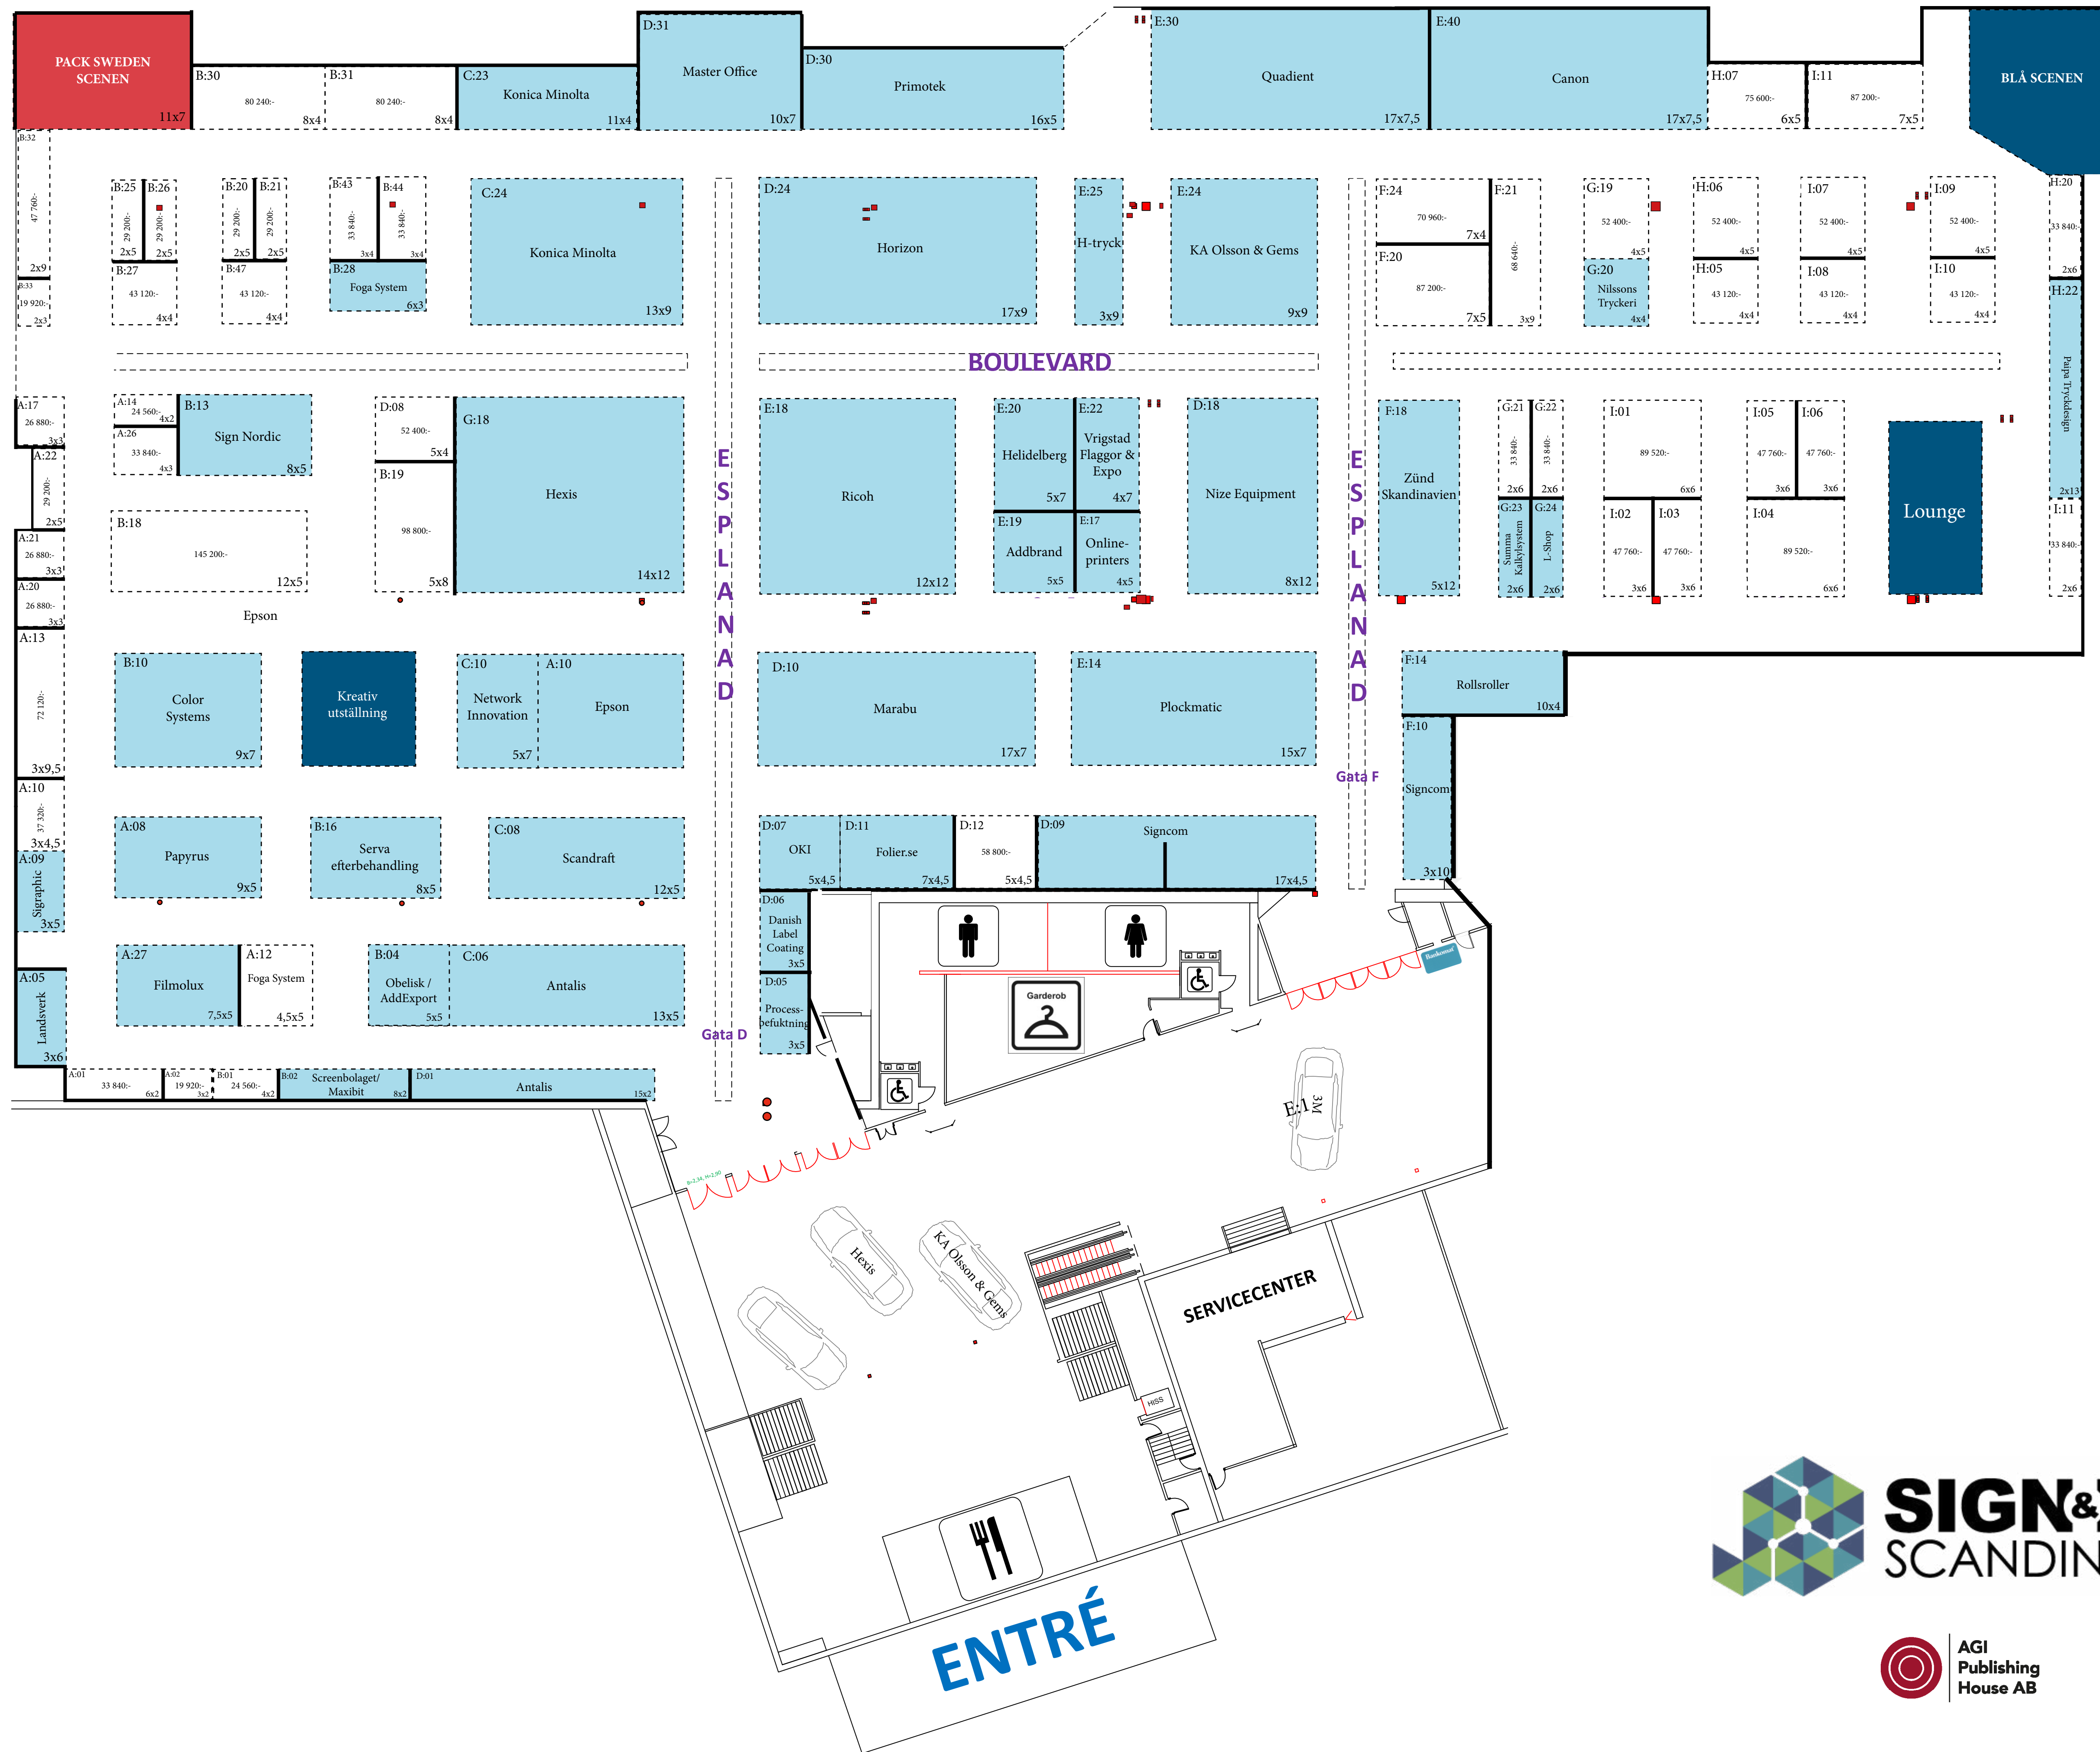 PACK SWEDEN
SCENEN
11x7
B:30
80 240:-
8x4
B:31
80 240:-
8x4
C:23
Konica Minolta
11x4
D:31
Master Office
10x7
D:30
Primotek
16x5
E:30
Quadient
17x7,5
E:40
Canon
17x7,5
H:07
75 600:-
6x5
I:11
87 200:-
7x5
BLÅ SCENEN
B:32
47 760:-
2x9
B:33
19 920:-
2x3
B:25
29 200:-
2x5
B:26
29 200:-
2x5
B:27
43 120:-
4x4
B:20
29 200:-
2x5
B:21
29 200:-
2x5
B:47
43 120:-
4x4
B:43
33 840:-
3x4
B:44
33 840:-
3x4
B:28
Foga System
6x3
C:24
Konica Minolta
13x9
D:24
Horizon
17x9
E:25
H-tryck
3x9
E:24
KA Olsson & Gems
9x9
F:24
70 960:-
7x4
F:20
87 200:-
7x5
F:21
68 640:-
3x9
G:19
52 400:-
4x5
G:20
Nilssons
Tryckeri
4x4
H:06
52 400:-
4x5
H:05
43 120:-
4x4
I:07
52 400:-
4x5
I:08
43 120:-
4x4
I:09
52 400:-
4x5
I:10
43 120:-
4x4
H:20
33 840:-
2x6
H:22
Paipa Tryckdesign
2x13
I:11
33 840:-
2x6
BOULEVARD
A:17
26 880:-
3x3
A:22
29 200:-
2x5
A:21
26 880:-
3x3
A:20
26 880:-
3x3
A:13
72 120:-
3x9,5
A:10
37 320:-
3x4,5
A:09
Sigraphic
3x5
A:05
Landsverk
3x6
A:14
24 560:-
4x2
A:26
33 840:-
4x3
B:13
Sign Nordic
8x5
B:18
145 200:-
12x5
Epson
D:08
52 400:-
5x4
B:19
98 800:-
5x8
G:18
Hexis
14x12
ESPLANAD
E:18
Ricoh
12x12
E:20
Helidelberg
5x7
E:22
Vrigstad
Flaggor &
Expo
4x7
E:19
Addbrand
5x5
E:17
Online-
printers
4x5
D:18
Nize Equipment
8x12
ESPLANAD
F:18
Zünd
Skandinavien
5x12
G:21
33 840:-
2x6
G:22
33 840:-
2x6
G:23
Summa
Kalkylsystem
2x6
G:24
L-Shop
2x6
I:01
89 520:-
6x6
I:02
47 760:-
3x6
I:03
47 760:-
3x6
I:05
47 760:-
3x6
I:06
47 760:-
3x6
I:04
89 520:-
6x6
Lounge
B:10
Color
Systems
9x7
Kreativ
utställning
C:10
Network
Innovation
5x7
A:10
Epson
D:10
Marabu
17x7
E:14
Plockmatic
15x7
Gata F
F:14
Rollsroller
10x4
F:10
Signcom
3x10
A:08
Papyrus
9x5
B:16
Serva
efterbehandling
8x5
C:08
Scandraft
12x5
D:07
OKI
5x4,5
D:11
Folier.se
7x4,5
D:12
58 800:-
5x4,5
D:09
Signcom
17x4,5
D:06
Danish
Label
Coating
3x5
D:05
Process-
befuktning
3x5
A:27
Filmolux
7,5x5
A:12
Foga System
4,5x5
B:04
Obelisk /
AddExport
5x5
C:06
Antalis
13x5
Gata D
A:01
33 840:-
6x2
A:02
19 920:-
3x2
B:01
24 560:-
4x2
B:02
Screenbolaget/
Maxibit
8x2
D:01
Antalis
15x2
Garderob
Bankomat
E:1
3M
B=2,34, H=2,90
Hexis
KA Olsson & Gems
SERVICECENTER
HISS
ENTRÉ
SIGN&
SCANDIN
AGI
Publishing
House AB